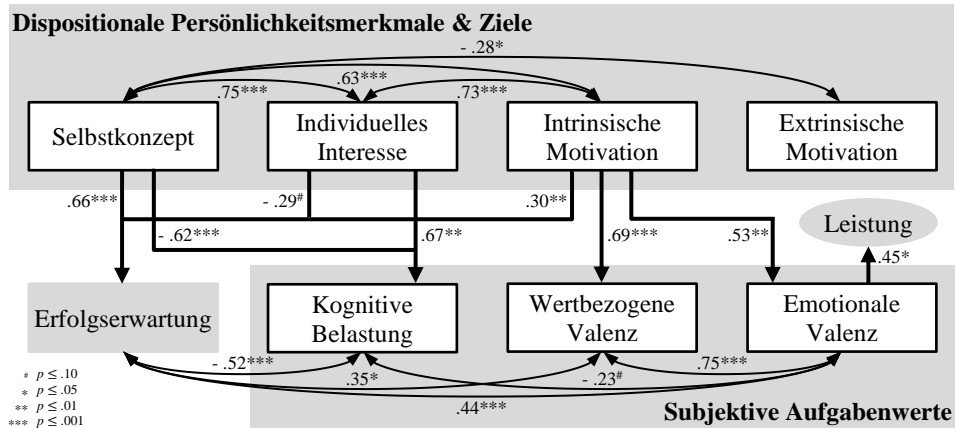 Dispositionale Persönlichkeitsmerkmale & Ziele
- .28*
.63***
.75***
.73***
Selbstkonzept
Individuelles
Interesse
Intrinsische
Motivation
Extrinsische
Motivation
.66***
- .29#
.30**
- .62***
.67**
.69***
.53**
Leistung
.45*
Erfolgserwartung
Kognitive
Belastung
Wertbezogene
Valenz
Emotionale
Valenz
- .52***
.35*
- .23#
.75***
.44***
# p ≤ .10
* p ≤ .05
** p ≤ .01
*** p ≤ .001
Subjektive Aufgabenwerte